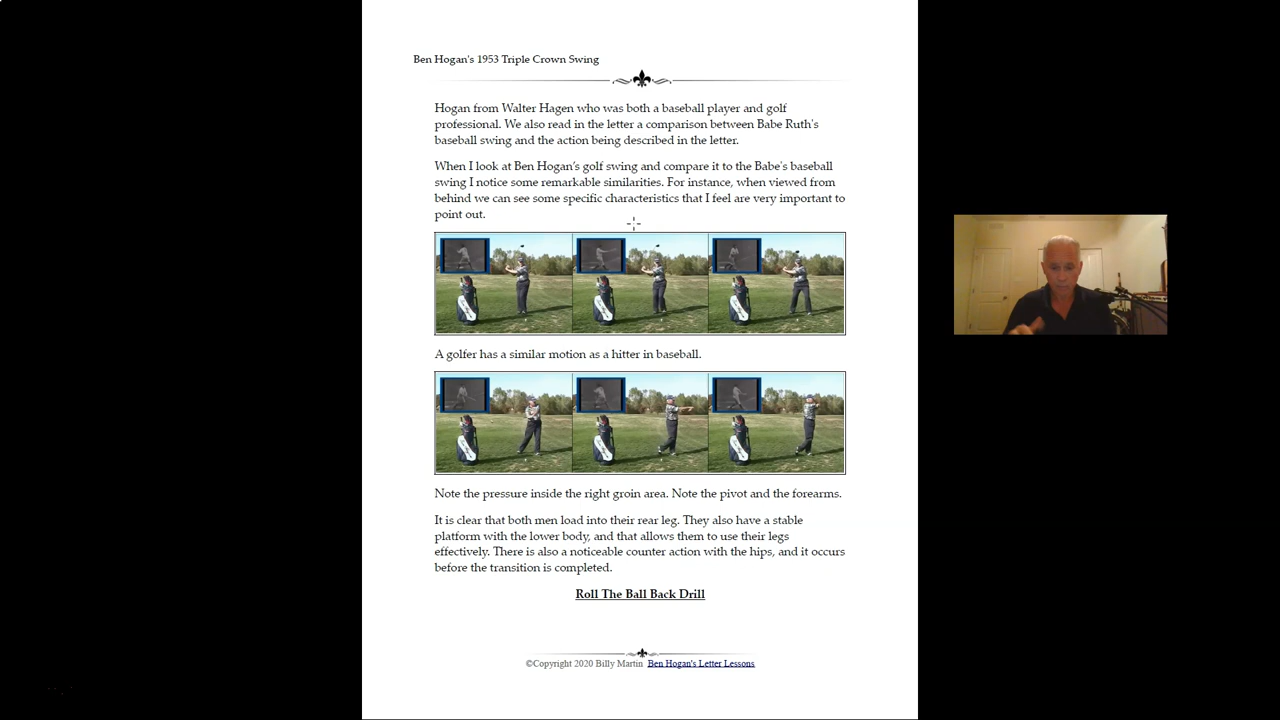 Ben Hogan's 1953 Triple Crown Swing
Hogan from Walter Hagen who was both a baseball player and golf
professional. We also read in the letter a comparison between Babe Ruth's
baseball swing and the action being described in the letter.
When I look at Ben Hogan's golf swing and compare it to the Babe's baseball
swing I notice some remarkable similarities. For instance, when viewed from
behind we can see some specific characteristics that I feel are very important to
point out.
A golfer has a similar motion as a hitter in baseball.
Note the pressure inside the right groin area. Note the pivot and the forearms.
It is clear that both men load into their rear leg. They also have a stable
platform with the lower body, and that allows them to use their legs
effectively. There is also a noticeable counter action with the hips, and it occurs
before the transition is completed.
Roll The Ball Back Drill
©Copyright 2020 Billy Martin Ben Hogan's Letter Lessons